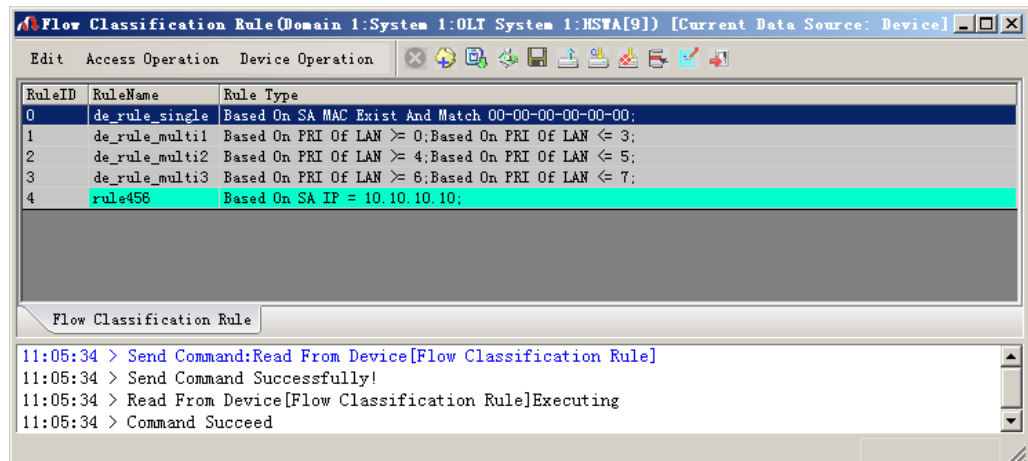 Flow Classification Rule(Domain 1:System 1:OLT System 1:HSWA[9]) [Current Data Source: Device]
Edit Access Operation Device Operation
RuleID RuleName Rule Type
0 de_rule_single Based On SA MAC Exist And Match 00-00-00-00-00-00;
1 de_rule_multi1 Based On PRI Of LAN >= 0;Based On PRI Of LAN <= 3;
2 de_rule_multi2 Based On PRI Of LAN >= 4;Based On PRI Of LAN <= 5;
3 de_rule_multi3 Based On PRI Of LAN >= 6;Based On PRI Of LAN <= 7;
4 rule456 Based On SA IP = 10.10.10.10;
Flow Classification Rule
11:05:34 > Send Command:Read From Device[Flow Classification Rule]
11:05:34 > Send Command Successfully!
11:05:34 > Read From Device[Flow Classification Rule]Executing
11:05:34 > Command Succeed